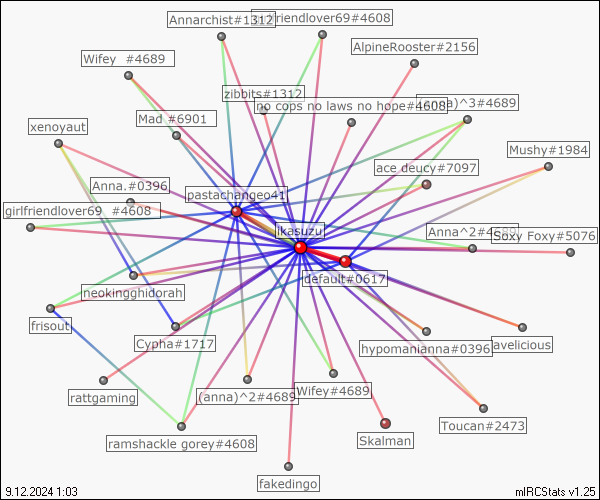 Annarchist#1312
friendlover69#4608
AlpineRooster#2156
Wifey  #4689
zibbits#1312
no cops no laws no hope#4608
)^3#4689
Mad #6901
xenoyaut
Mushy#1984
ace deucy#7097
Anna.#0396
pastachangeo41
girlfriendlover69  #4608
ikasuzu
Anna^2#4689
Soxy Foxy#5076
default#0617
neokingghidorah
frisout
Cypha#1717
hypomanianna#0396
avelicious
rattgaming
(anna)^2#4689
Wifey#4689
Toucan#2473
ramshackle gorey#4608
Skalman
fakedingo
9.12.2024 1:03
mIRCStats v1.25